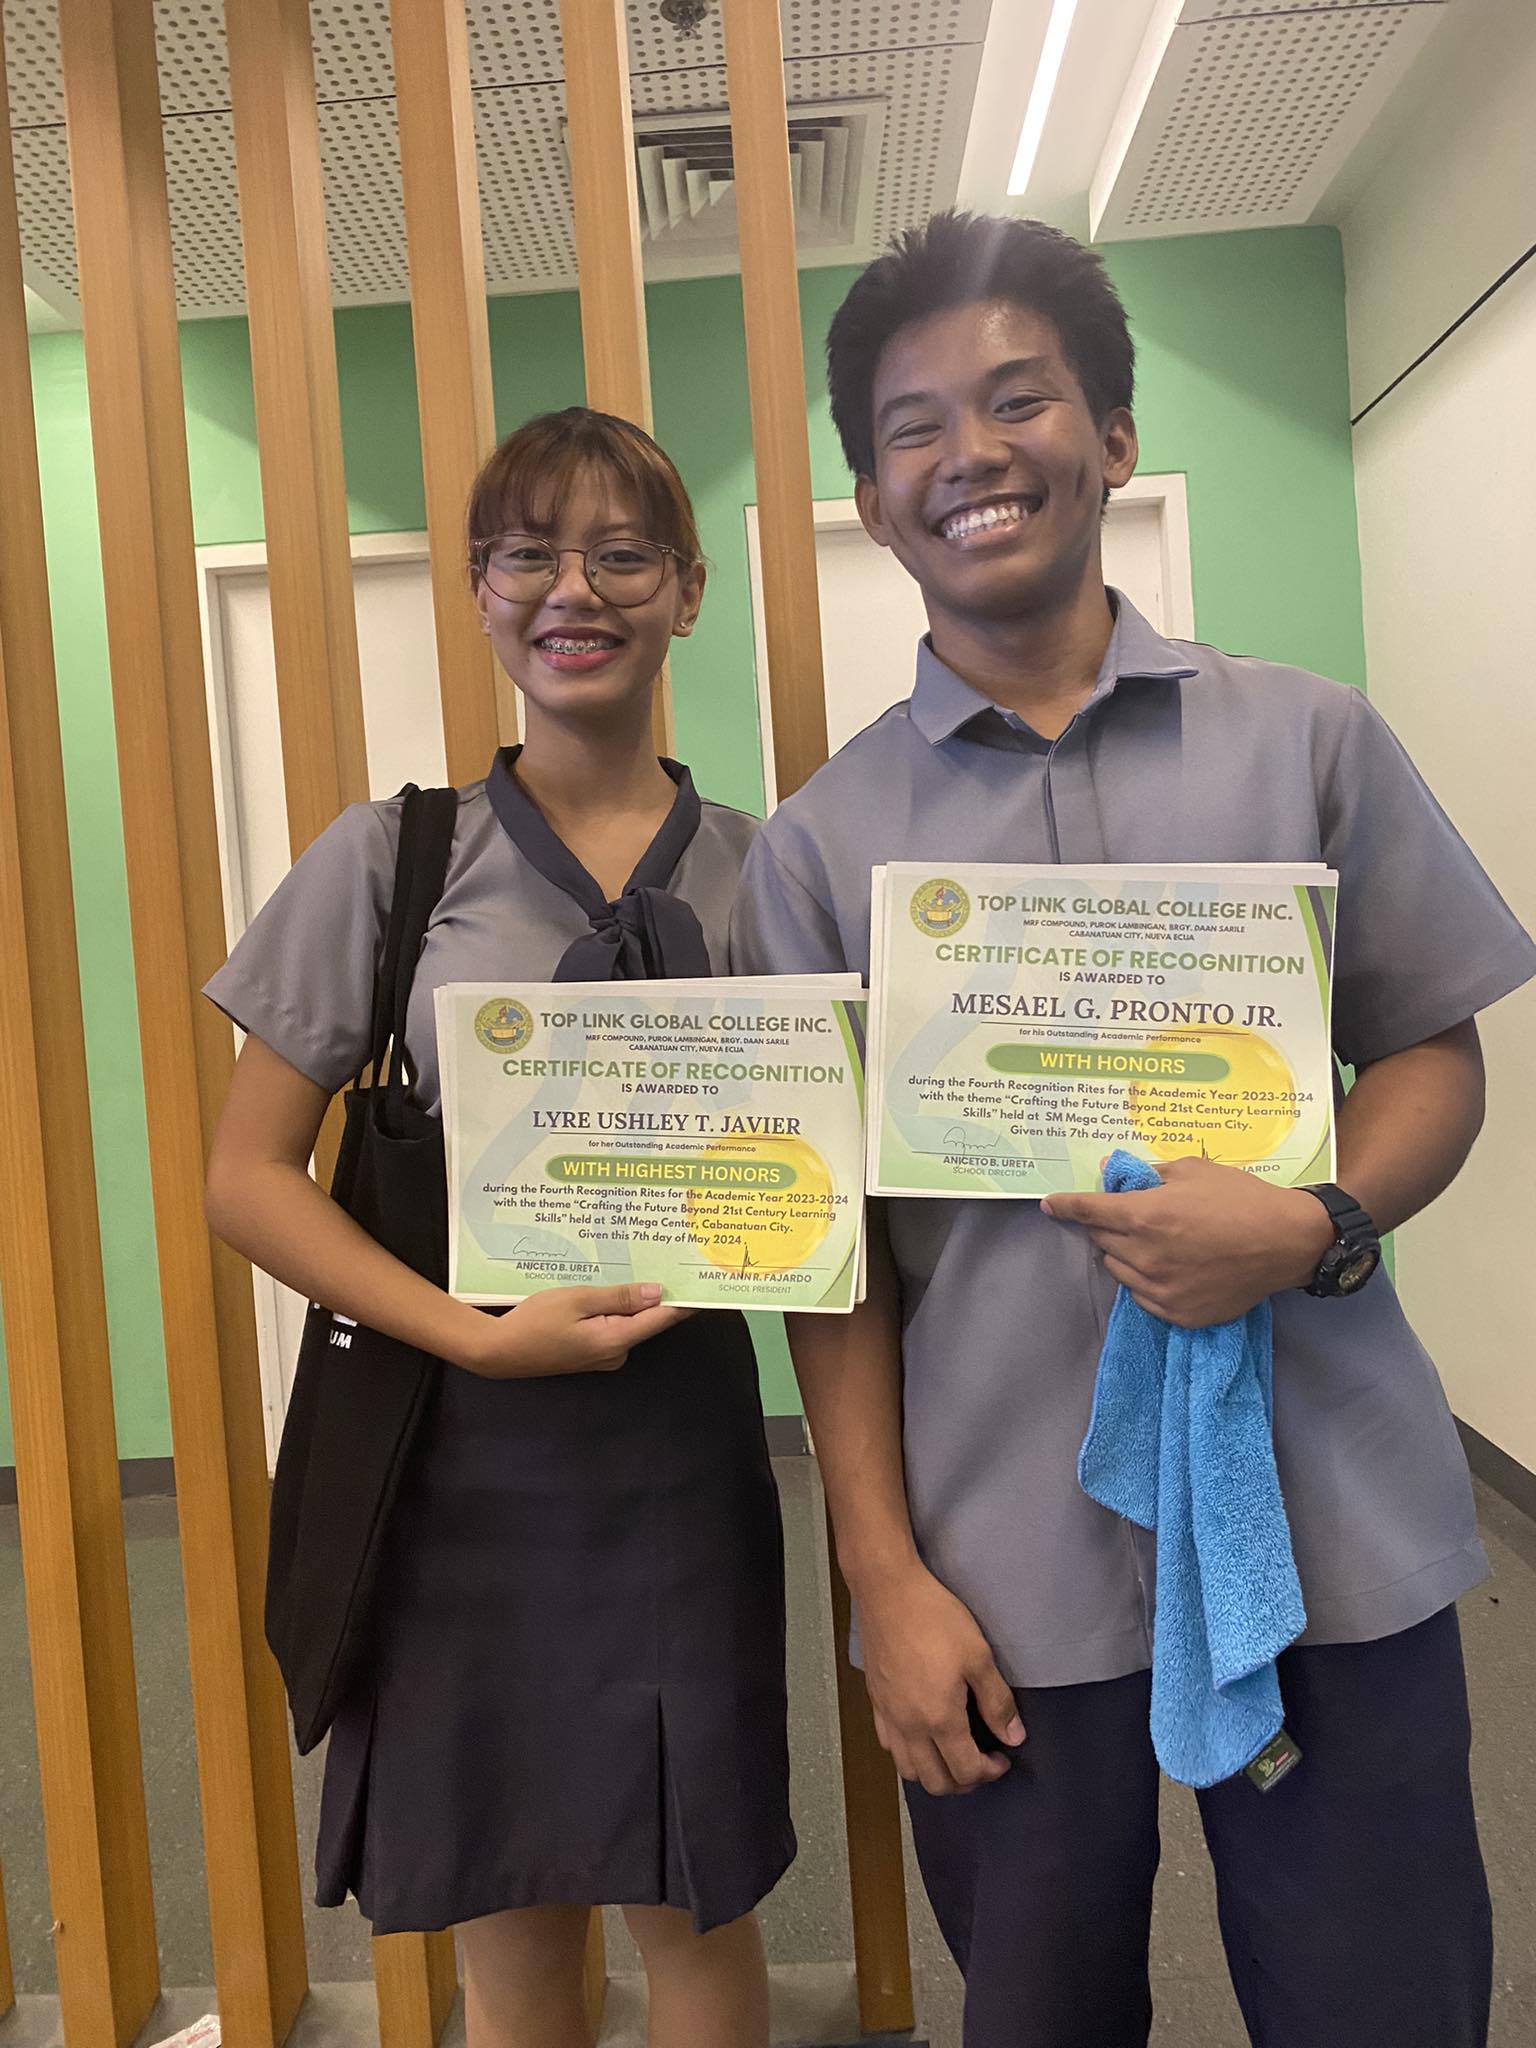 TOP LINK GLOBAL COLLEGE INC.
MRF COMPOUND, PUROK LAMBINGAN, BRGY. DAAN SARILE
CABANATUAN CITY, NUEVA ECIJA
CERTIFICATE OF RECOGNITION
IS AWARDED TO
LYRE USHLEY T. JAVIER
for her Outstanding Academic Performance
WITH HIGHEST HONORS
during the Fourth Recognition Rites for the Academic Year 2023-2024
with the theme “Crafting the Future Beyond 21st Century Learning
Skills” held at SM Mega Center, Cabanatuan City.
Given this 7th day of May 2024.
ANICETO B. URETA
SCHOOL DIRECTOR
MARY ANN R. FAJARDO
SCHOOL PRESIDENT
TOP LINK GLOBAL COLLEGE INC.
MRF COMPOUND, PUROK LAMBINGAN, BRGY. DAAN SARILE
CABANATUAN CITY, NUEVA ECIJA
CERTIFICATE OF RECOGNITION
IS AWARDED TO
MESAEL G. PRONTO JR.
for his Outstanding Academic Performance
WITH HONORS
during the Fourth Recognition Rites for the Academic Year 2023-2024
with the theme “Crafting the Future Beyond 21st Century Learning
Skills” held at SM Mega Center, Cabanatuan City.
Given this 7th day of May 2024.
ANICETO B. URETA
SCHOOL DIRECTOR
JARDO
UM